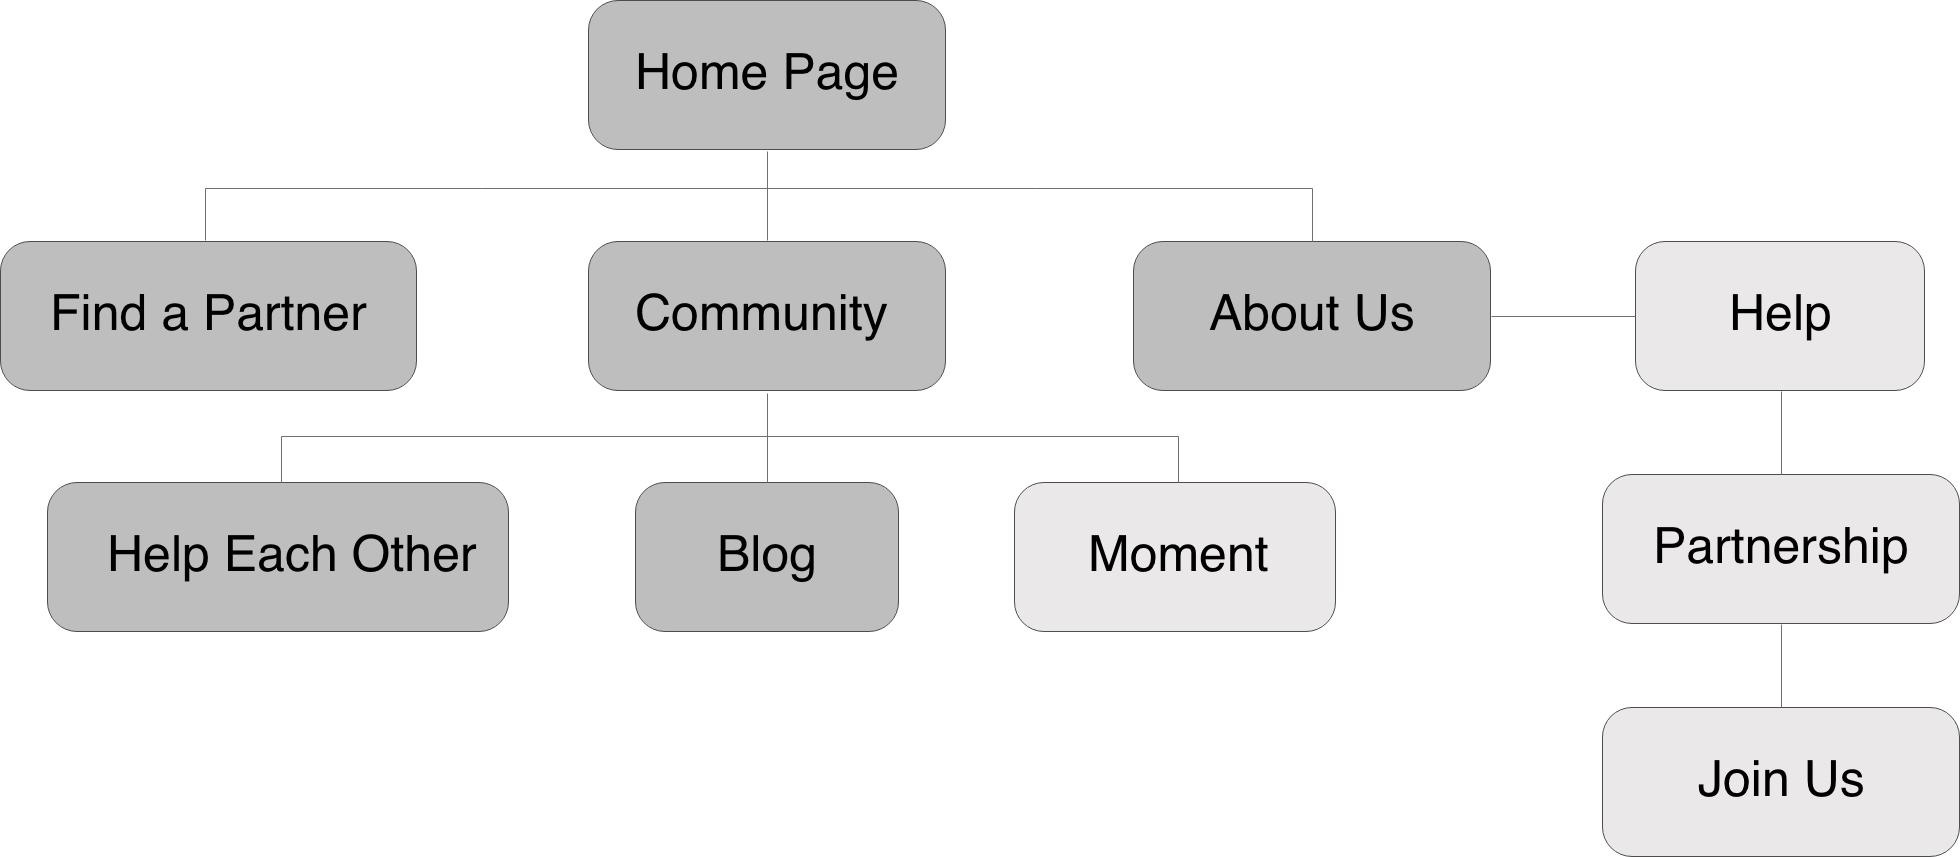 Home Page
Find a Partner
Community
About Us
Help
Help Each Other
Blog
Moment
Partnership
Join Us